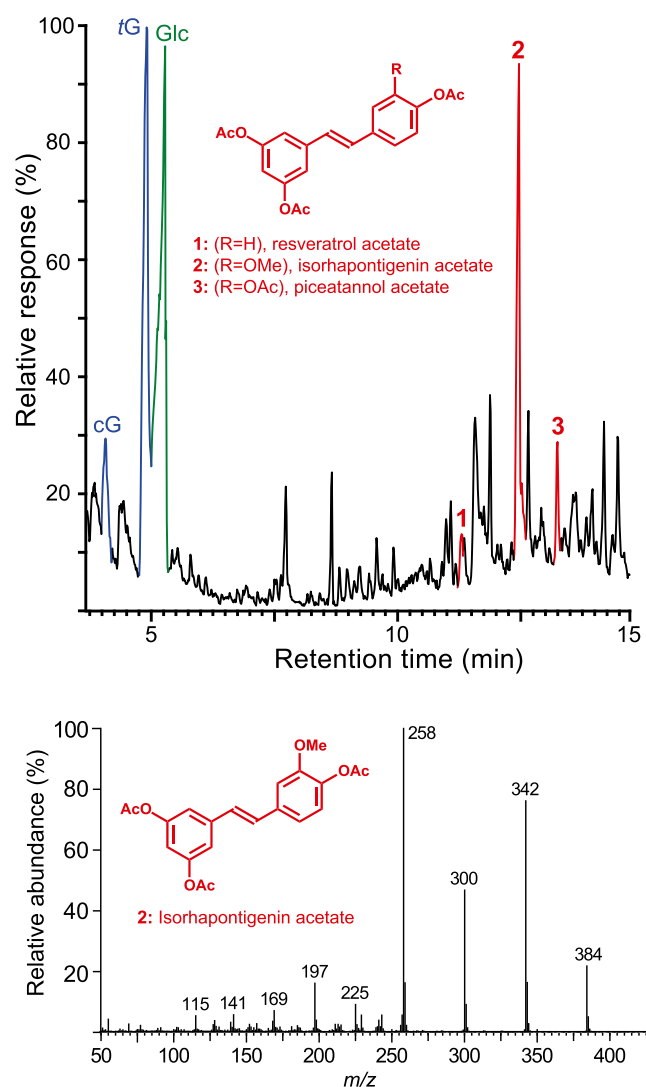 100
tG
Glc
2
R
OAc
AcO
80
OAc
1: (R=H), resveratrol acetate
2: (R=OMe), isorhapontigenin acetate
3: (R=OAc), piceatannol acetate
60
40
cG
3
20
1
5
10
15
Relative response (%)
Retention time (min)
100
258
OMe
OAc
AcO
80
342
OAc
60
2: Isorhapontigenin acetate
300
40
384
20
197
225
169
141
115
50
100
150
200
250
300
350
400
Relative abundance (%)
m/z